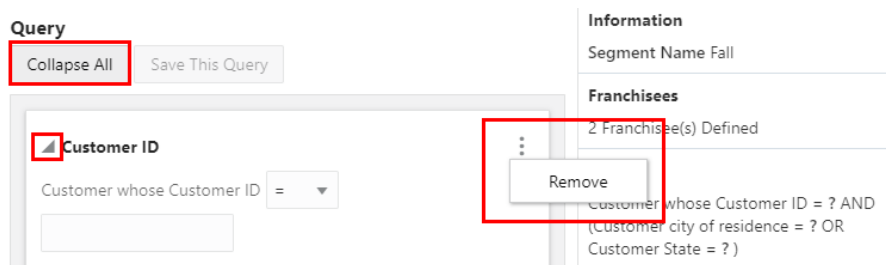 Query
Collapse All
Save This Query
Customer ID
Customer whose Customer ID =
Remove
Information
Segment Name Fall
Franchisees
2 Franchisee(s) Defined
Customer whose Customer ID = ? AND
(Customer city of residence = ? OR
Customer State = ? )